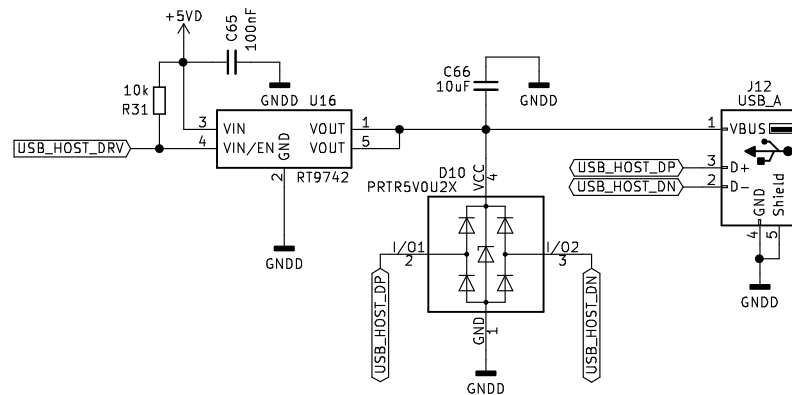 +5VD
C65
100nF
GNDD
10k
R31
U16
3
VIN
VOUT
1
USB_HOST_DRV
4
VIN/EN
GND
VOUT
5
RT9742
2
GNDD
C66
10uF
GNDD
D10
PRTR5V0U2X
VCC
4
I/O1
2
I/O2
3
USB_HOST_DP
USB_HOST_DN
GND
1
GNDD
J12
USB_A
1
VBUS
USB_HOST_DP
3
D+
USB_HOST_DN
2
D-
GND
Shield
4
5
GNDD